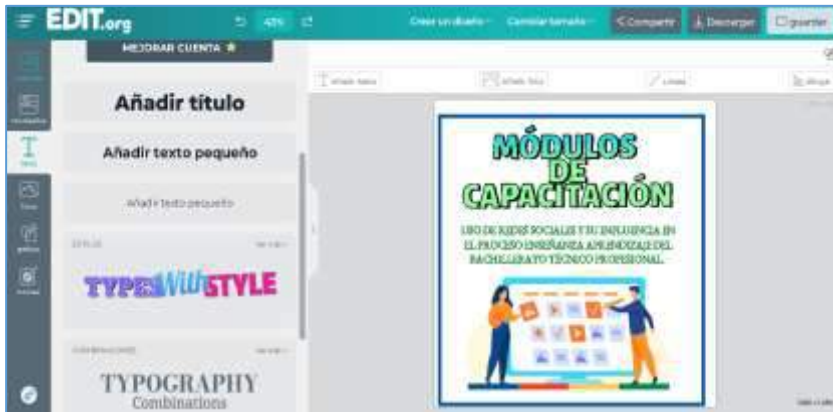 EDIT.org
43%
Crear un diseño
Cambiar tamaño
Compartir
Descargar
guardar
MEJORAR CUENTA
Añadir título
Añadir texto pequeño
Añadir texto pequeño
TYPE With STYLE
TYPOGRAPHY
Combinations
MÓDULOS
DE
CAPACITACIÓN
USO DE REDES SOCIALES Y SU INFLUENCIA EN
EL PROCESO ENSEÑANZA APRENDIZAJE DEL
BACHILLERATO TÉCNICO PROFESIONAL.